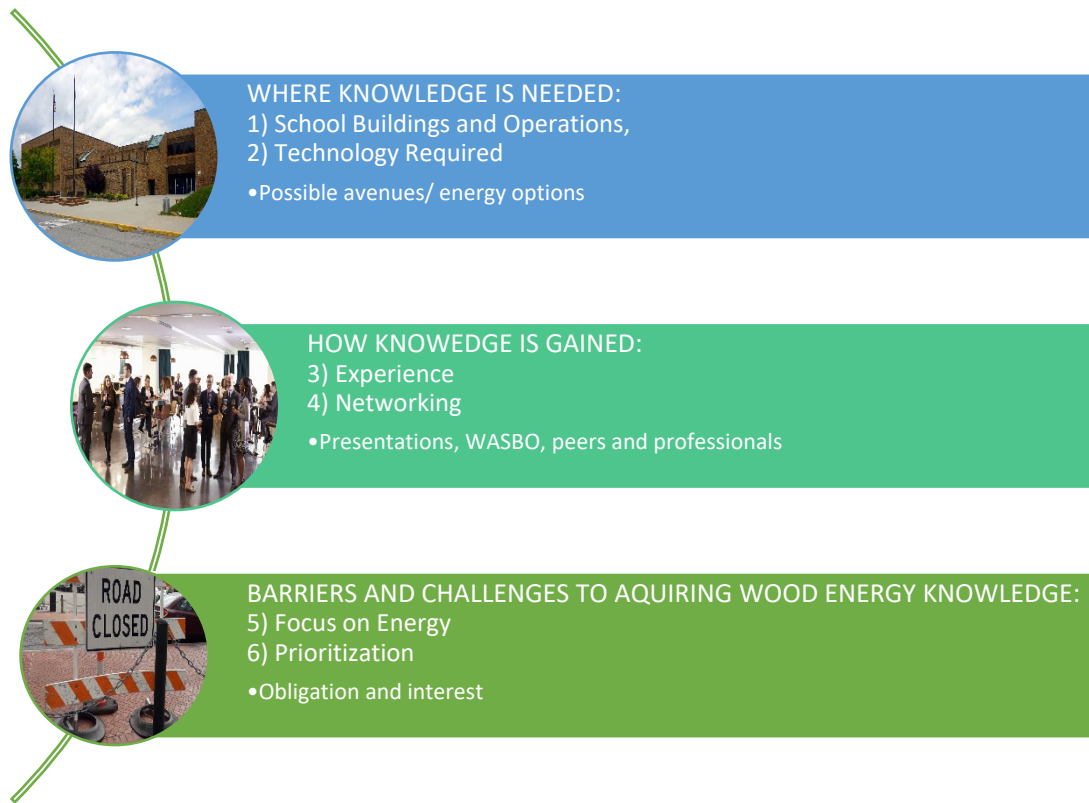 WHERE KNOWLEDGE IS NEEDED:
1) School Buildings and Operations,
2) Technology Required
•Possible avenues/ energy options
HOW KNOWEDGE IS GAINED:
3) Experience
4) Networking
•Presentations, WASBO, peers and professionals
ROAD
CLOSED
BARRIERS AND CHALLENGES TO AQUIRING WOOD ENERGY KNOWLEDGE:
5) Focus on Energy
6) Prioritization
•Obligation and interest